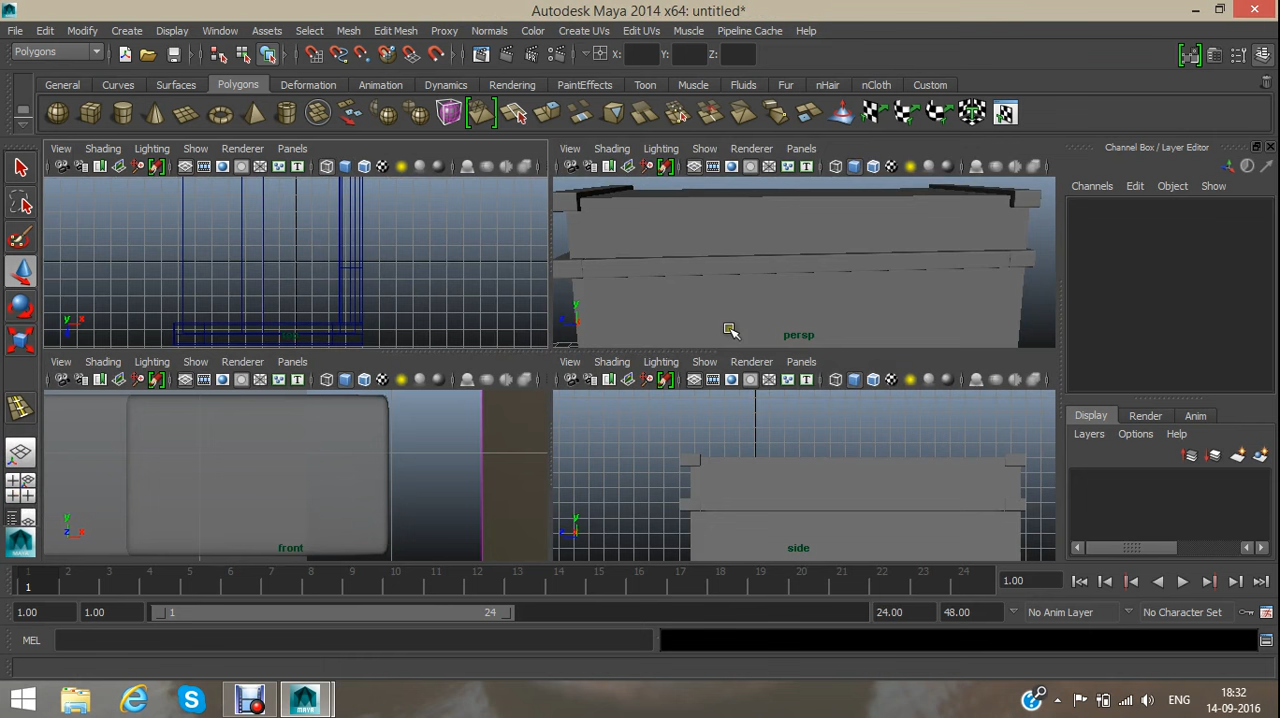 Autodesk Maya 2014 x64: untitled*
File Edit Modify Create Display Window Assets Select Mesh Edit Mesh Proxy Normals Color Create UVs Edit UVs Muscle Pipeline Cache Help
Polygons X: Y: Z:
General Curves Surfaces Polygons Deformation Animation Dynamics Rendering PaintEffects Toon Muscle Fluids Fur nHair nCloth Custom
View Shading Lighting Show Renderer Panels
View Shading Lighting Show Renderer Panels
Channel Box / Layer Editor
Channels Edit Object Show
y x
y
persp
View Shading Lighting Show Renderer Panels
View Shading Lighting Show Renderer Panels
Display Render Anim
Layers Options Help
y z x
front
y
side
1 2 3 4 5 6 7 8 9 10 11 12 13 14 15 16 17 18 19 20 21 22 23 24
1 1.00
1.00 1.00 1 24 24.00 48.00 No Anim Layer No Character Set
MEL
ENG
18:32
14-09-2016